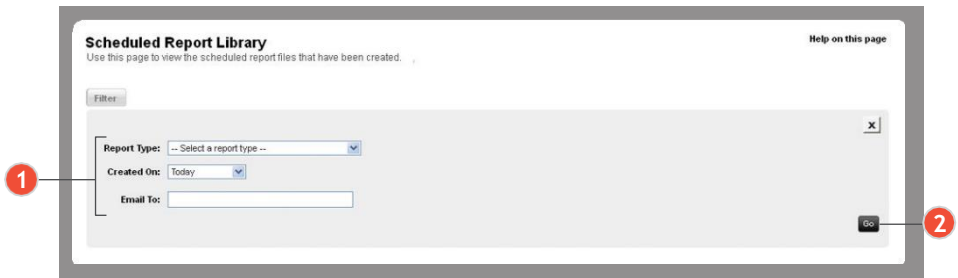 Scheduled Report Library
Help on this page
Use this page to view the scheduled report files that have been created.
Filter
x
Report Type: -- Select a report type --
Created On: Today
1
Email To:
Go
2